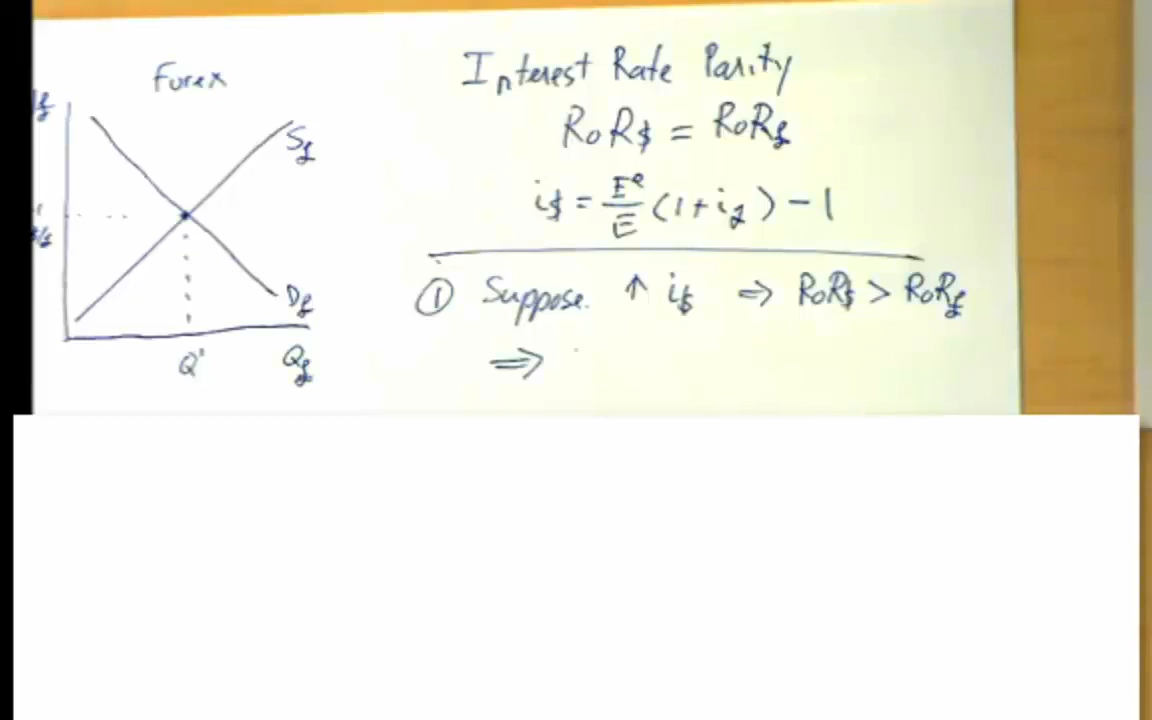 Forex
S£
D£
Q'
Q£
Interest Rate Parity
RoR$ = RoR£
i$ = Eᵉ/E (1 + i£) - 1
① Suppose ↑ i$ ⇒ RoR$ > RoR£
⇒